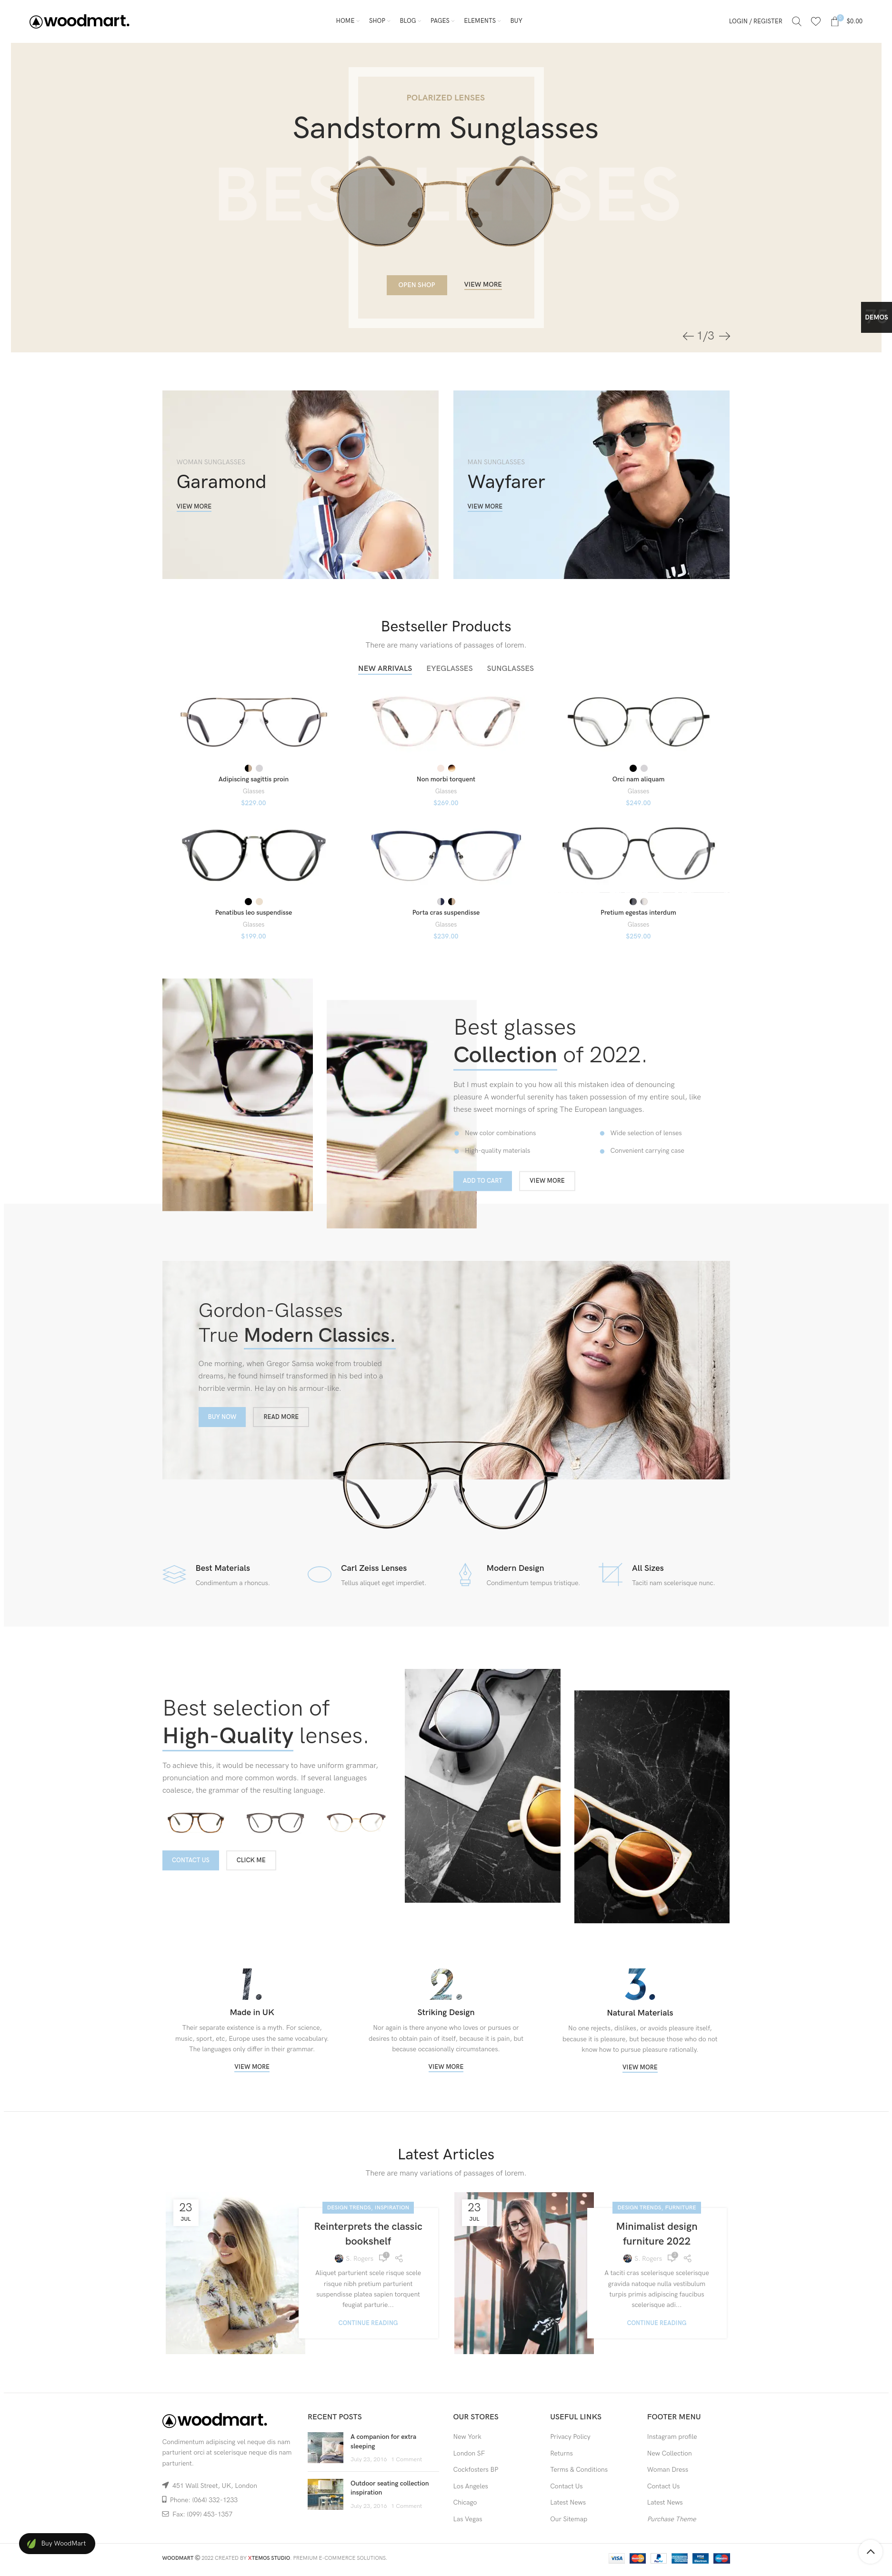 woodmart.
HOME SHOP BLOG PAGES ELEMENTS BUY
LOGIN / REGISTER
0
$0.00
POLARIZED LENSES
Sandstorm Sunglasses
BEST LENSES
OPEN SHOP
VIEW MORE
1/3
DEMOS
WOMAN SUNGLASSES
Garamond
VIEW MORE
MAN SUNGLASSES
Wayfarer
VIEW MORE
Bestseller Products
There are many variations of passages of lorem.
NEW ARRIVALS EYEGLASSES SUNGLASSES
Adipiscing sagittis proin
Glasses
$229.00
Non morbi torquent
Glasses
$269.00
Orci nam aliquam
Glasses
$249.00
Penatibus leo suspendisse
Glasses
$199.00
Porta cras suspendisse
Glasses
$239.00
Pretium egestas interdum
Glasses
$259.00
Best glasses
Collection of 2022.
But I must explain to you how all this mistaken idea of denouncing
pleasure A wonderful serenity has taken possession of my entire soul, like
these sweet mornings of spring The European languages.
New color combinations
Wide selection of lenses
High-quality materials
Convenient carrying case
ADD TO CART
VIEW MORE
Gordon-Glasses
True Modern Classics.
One morning, when Gregor Samsa woke from troubled
dreams, he found himself transformed in his bed into a
horrible vermin. He lay on his armour-like.
BUY NOW
READ MORE
Best Materials
Condimentum a rhoncus.
Carl Zeiss Lenses
Tellus aliquet eget imperdiet.
Modern Design
Condimentum tempus tristique.
All Sizes
Taciti nam scelerisque nunc.
Best selection of
High-Quality lenses.
To achieve this, it would be necessary to have uniform grammar,
pronunciation and more common words. If several languages
coalesce, the grammar of the resulting language.
CONTACT US
CLICK ME
1.
Made in UK
Their separate existence is a myth. For science,
music, sport, etc, Europe uses the same vocabulary.
The languages only differ in their grammar.
VIEW MORE
2.
Striking Design
Nor again is there anyone who loves or pursues or
desires to obtain pain of itself, because it is pain, but
because occasionally circumstances.
VIEW MORE
3.
Natural Materials
No one rejects, dislikes, or avoids pleasure itself,
because it is pleasure, but because those who do not
know how to pursue pleasure rationally.
VIEW MORE
Latest Articles
There are many variations of passages of lorem.
23
JUL
DESIGN TRENDS, INSPIRATION
Reinterprets the classic
bookshelf
S. Rogers
Aliquet parturient scele risque scele
risque nibh pretium parturient
suspendisse platea sapien torquent
feugiat parturie...
CONTINUE READING
23
JUL
DESIGN TRENDS, FURNITURE
Minimalist design
furniture 2022
S. Rogers
A taciti cras scelerisque scelerisque
gravida natoque nulla vestibulum
turpis primis adipiscing faucibus
scelerisque adi...
CONTINUE READING
woodmart.
Condimentum adipiscing vel neque dis nam
parturient orci at scelerisque neque dis nam
parturient.
451 Wall Street, UK, London
Phone: (064) 332-1233
Fax: (099) 453-1357
RECENT POSTS
A companion for extra
sleeping
July 23, 2016 1 Comment
Outdoor seating collection
inspiration
July 23, 2016 1 Comment
OUR STORES
New York
London SF
Cockfosters BP
Los Angeles
Chicago
Las Vegas
USEFUL LINKS
Privacy Policy
Returns
Terms & Conditions
Contact Us
Latest News
Our Sitemap
FOOTER MENU
Instagram profile
New Collection
Woman Dress
Contact Us
Latest News
Purchase Theme
Buy WoodMart
WOODMART © 2022 CREATED BY XTEMOS STUDIO. PREMIUM E-COMMERCE SOLUTIONS.
VISA